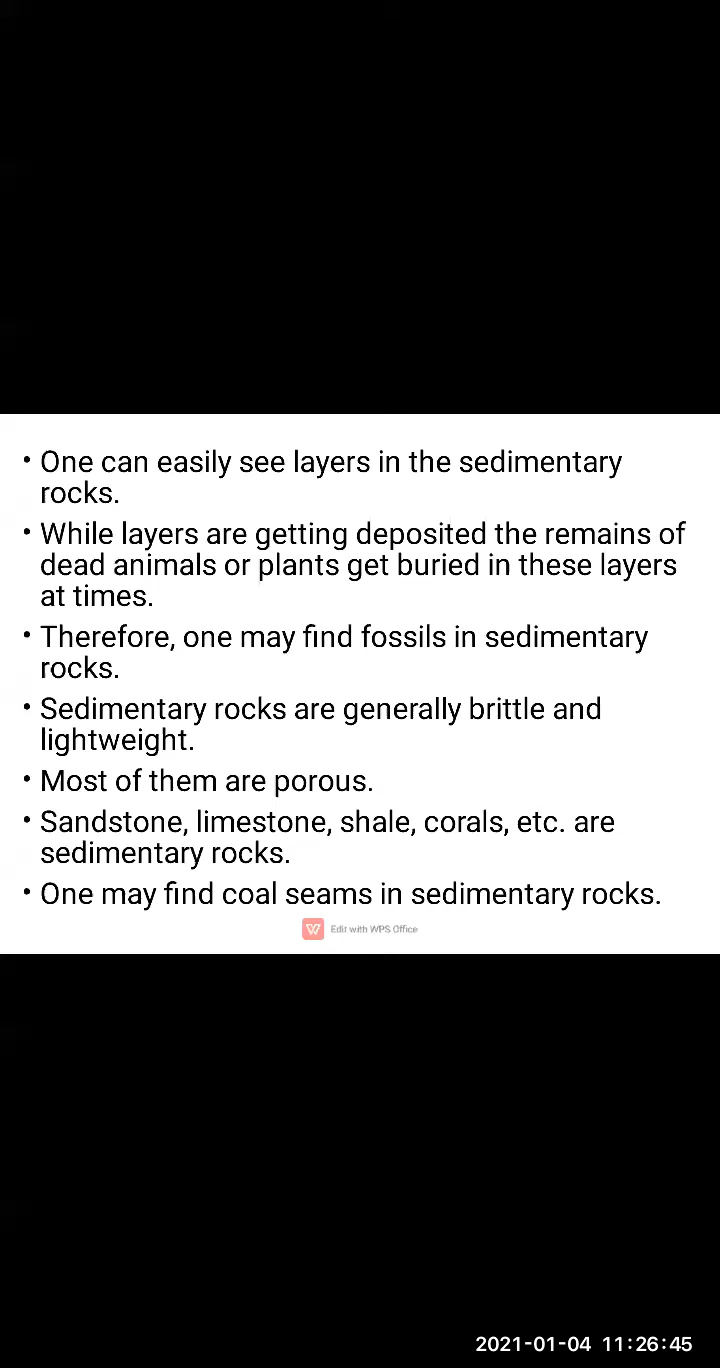 • One can easily see layers in the sedimentary
rocks.
• While layers are getting deposited the remains of
dead animals or plants get buried in these layers
at times.
• Therefore, one may find fossils in sedimentary
rocks.
• Sedimentary rocks are generally brittle and
lightweight.
• Most of them are porous.
• Sandstone, limestone, shale, corals, etc. are
sedimentary rocks.
• One may find coal seams in sedimentary rocks.
W Edit with WPS Office
2021-01-04 11:26:45